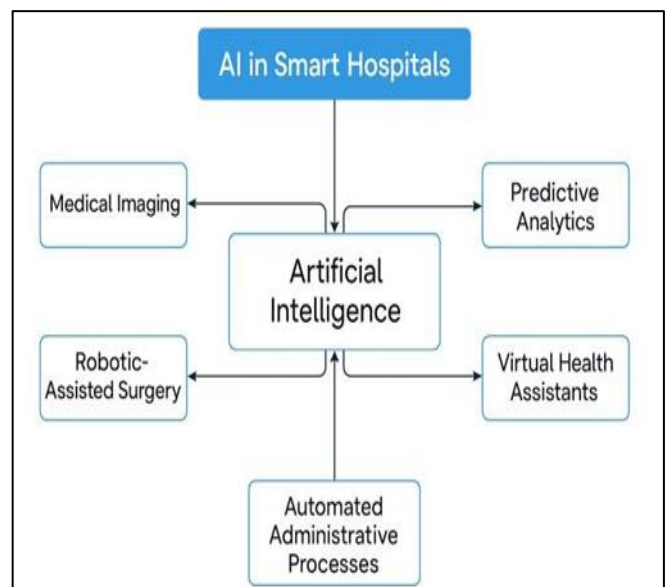 AI in Smart Hospitals
Medical Imaging
Predictive
Analytics
Artificial
Intelligence
Robotic-
Assisted Surgery
Virtual Health
Assistants
Automated
Administrative
Processes